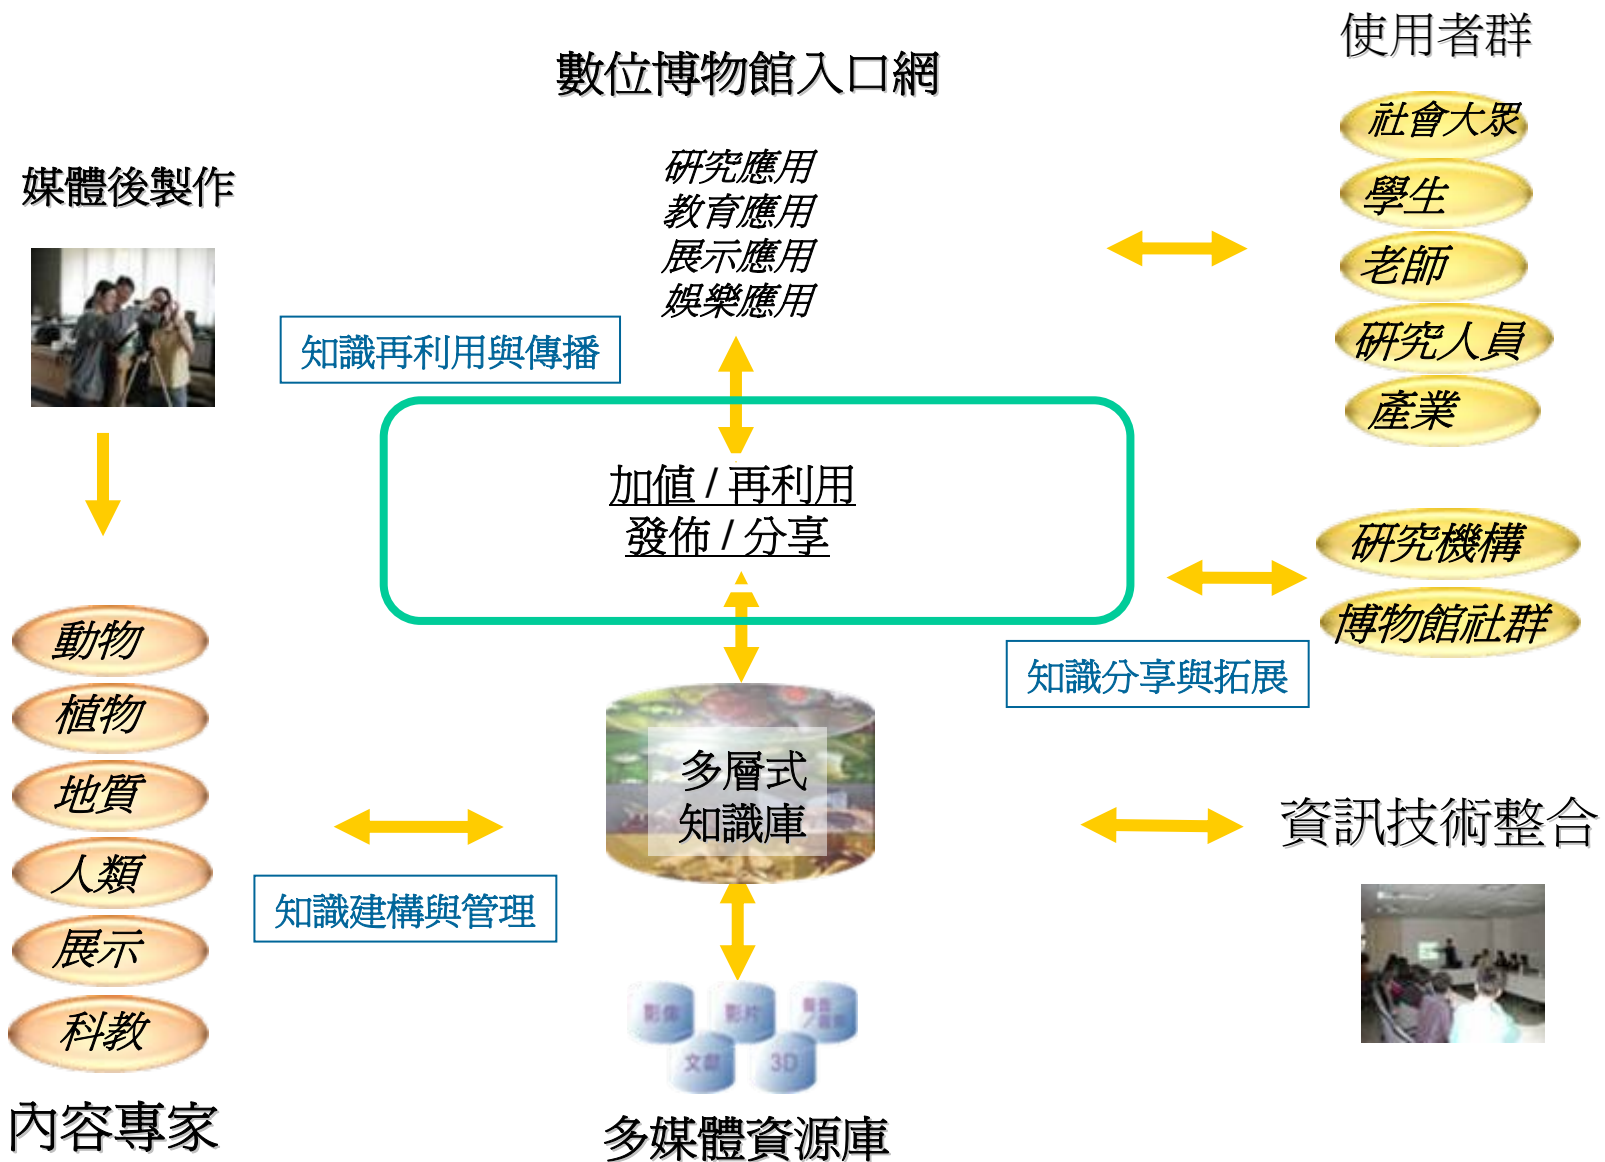 數位博物館入口網
研究應用
教育應用
展示應用
娛樂應用
使用者群
社會大眾
學生
老師
研究人員
產業
媒體後製作
知識再利用與傳播
加值 / 再利用
發佈 / 分享
研究機構
博物館社群
知識分享與拓展
動物
植物
地質
人類
展示
科教
內容專家
多層式
知識庫
知識建構與管理
資訊技術整合
影像
影片
文獻
3D
多媒體資源庫